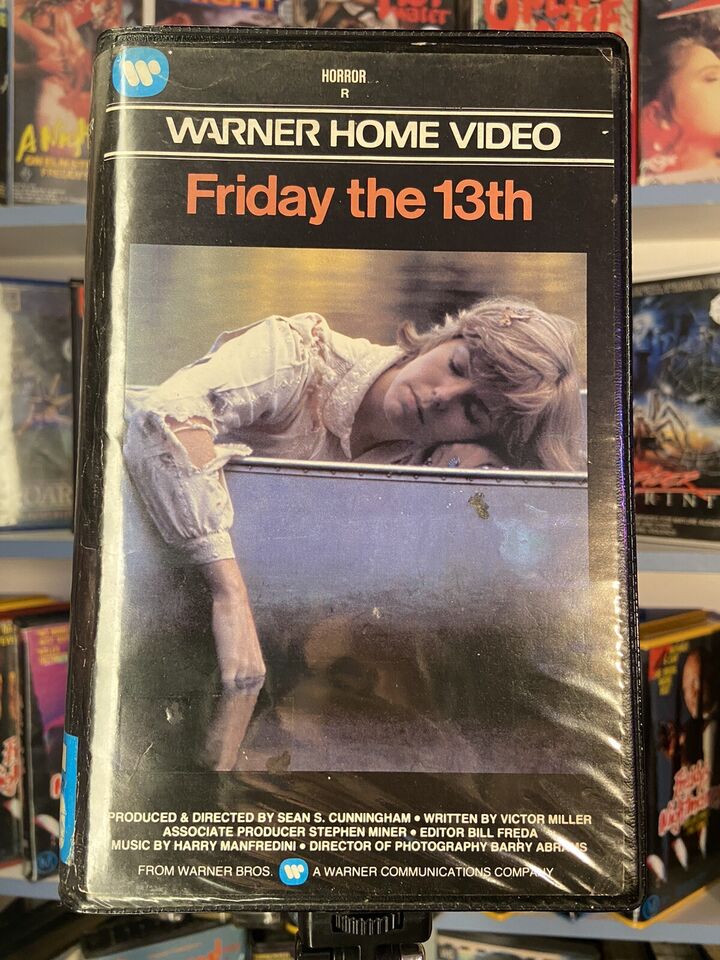 HORROR
R
WARNER HOME VIDEO
Friday the 13th
PRODUCED & DIRECTED BY SEAN S. CUNNINGHAM • WRITTEN BY VICTOR MILLER
ASSOCIATE PRODUCER STEPHEN MINER • EDITOR BILL FREDA
MUSIC BY HARRY MANFREDINI • DIRECTOR OF PHOTOGRAPHY BARRY ABRAMS
FROM WARNER BROS. A WARNER COMMUNICATIONS COMPANY